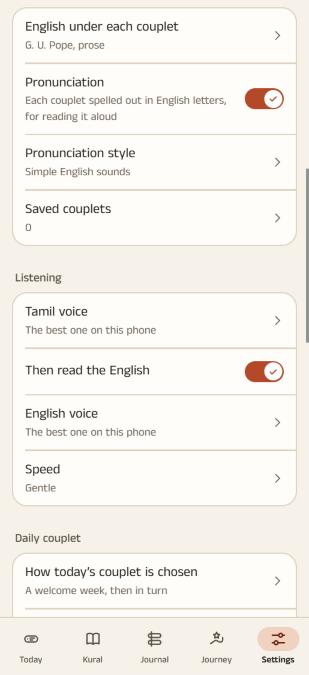 English under each couplet
G. U. Pope, prose
Pronunciation
Each couplet spelled out in English letters,
for reading it aloud
Pronunciation style
Simple English sounds
Saved couplets
0
Listening
Tamil voice
The best one on this phone
Then read the English
English voice
The best one on this phone
Speed
Gentle
Daily couplet
How today’s couplet is chosen
A welcome week, then in turn
Today
Kural
Journal
Journey
Settings